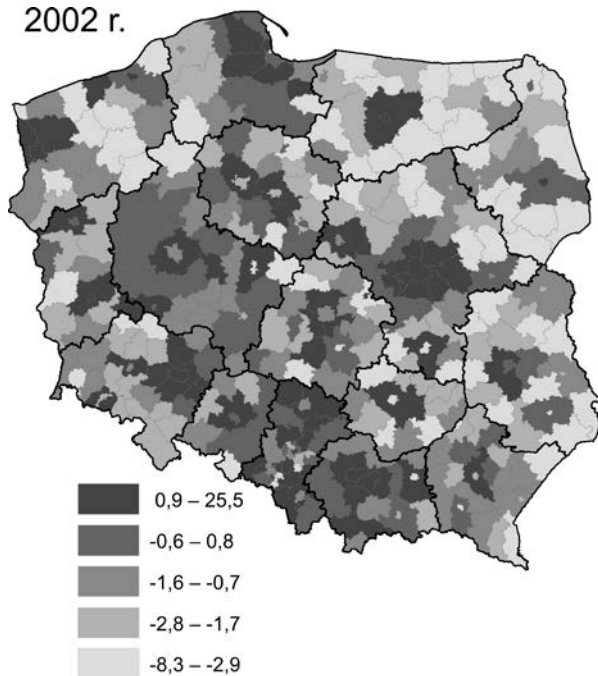 2002 r.
0,9 – 25,5
-0,6 – 0,8
-1,6 – -0,7
-2,8 – -1,7
-8,3 – -2,9